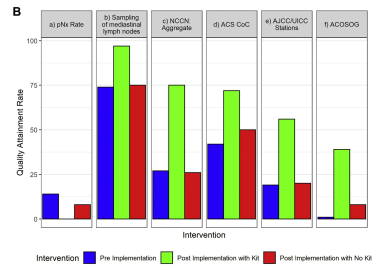 B
a) pNx Rate
b) Sampling
of mediastinal
lymph nodes
c) NCCN:
Aggregate
d) ACS CoC
e) AJCC/UICC
Stations
f) ACOSOG
Quality Attainment Rate
100
75
50
25
0
Intervention
Intervention
Pre Implementation
Post Implementation with Kit
Post Implementation with No Kit